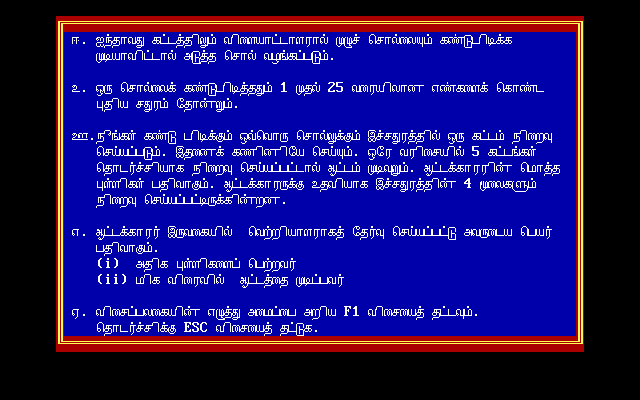 ஈ. ஐந்தாவது கட்டத்திலும் விளையாட்டாளரால் முழுச் சொல்லையும் கண்டுபிடிக்க
முடியாவிட்டால் அடுத்த சொல் வழங்கப்படும்.
உ. ஒரு சொல்லைக் கண்டுபிடித்ததும் 1 முதல் 25 வரையிலான எண்களைக் கொண்ட
புதிய சதுரம் தோன்றும்.
ஊ.நீங்கள் கண்டு பிடிக்கும் ஒவ்வொரு சொல்லுக்கும் இச்சதுரத்தில் ஒரு கட்டம் நிறைவு
செய்யப்படும். இதனைக் கணினியே செய்யும். ஒரே வரிசையில் 5 கட்டங்கள்
தொடர்ச்சியாக நிறைவு செய்யப்பட்டால் ஆட்டம் முடிவுறும். ஆட்டக்காரரின் மொத்த
புள்ளிகள் பதிவாகும். ஆட்டக்காரருக்கு உதவியாக இச்சதுரத்தின் 4 மூலைகளும்
நிறைவு செய்யப்பட்டிருக்கின்றன.
எ. ஆட்டக்காரர் இருவகையில் வெற்றியாளராகத் தேர்வு செய்யப்பட்டு அவருடைய பெயர்
பதிவாகும்.
(i) அதிக புள்ளிகளைப் பெற்றவர்
(ii) மிக விரைவில் ஆட்டத்தை முடிப்பவர்
ஏ. விசைப்பலகையின் எழுத்து அமைப்பை அறிய F1 விசையைத் தட்டவும்.
தொடர்ச்சிக்கு ESC விசையைத் தட்டுக.